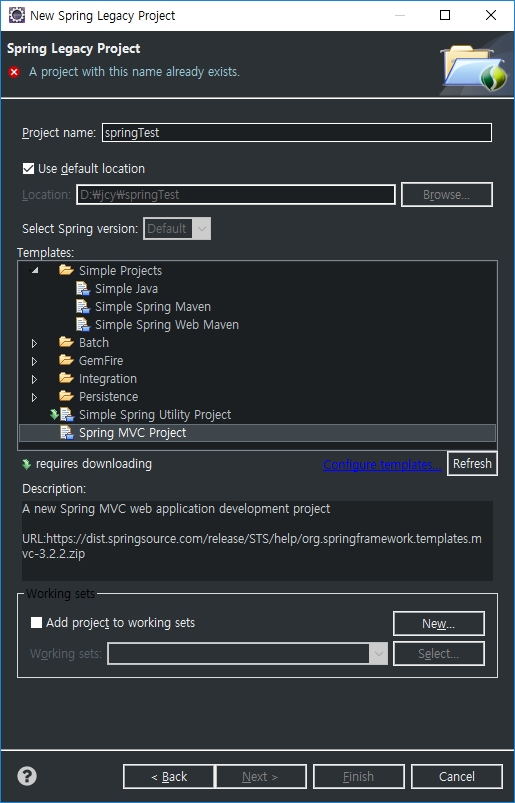 New Spring Legacy Project
Spring Legacy Project
A project with this name already exists.
Project name: springTest
Use default location
Location: D:₩jcy₩springTest Browse...
Select Spring version: Default
Templates:
Simple Projects
Simple Java
Simple Spring Maven
Simple Spring Web Maven
Batch
GemFire
Integration
Persistence
Simple Spring Utility Project
Spring MVC Project
requires downloading Configure templates... Refresh
Description:
A new Spring MVC web application development project
URL:https://dist.springsource.com/release/STS/help/org.springframework.templates.m
vc-3.2.2.zip
Working sets
Add project to working sets New...
Working sets: Select...
? < Back Next > Finish Cancel